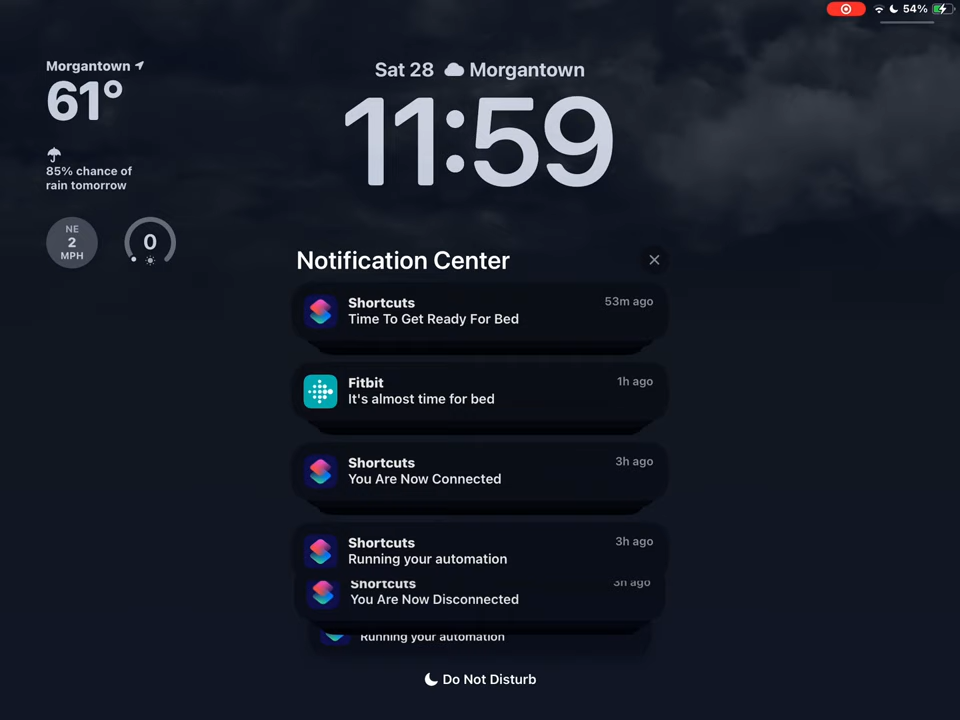 54%
Morgantown
61°
85% chance of
rain tomorrow
NE
2
MPH
0
Sat 28 Morgantown
11:59
Notification Center
Shortcuts 53m ago
Time To Get Ready For Bed
Fitbit 1h ago
It's almost time for bed
Shortcuts 3h ago
You Are Now Connected
Shortcuts 3h ago
Running your automation
Shortcuts 3h ago
You Are Now Disconnected
Running your automation
Do Not Disturb